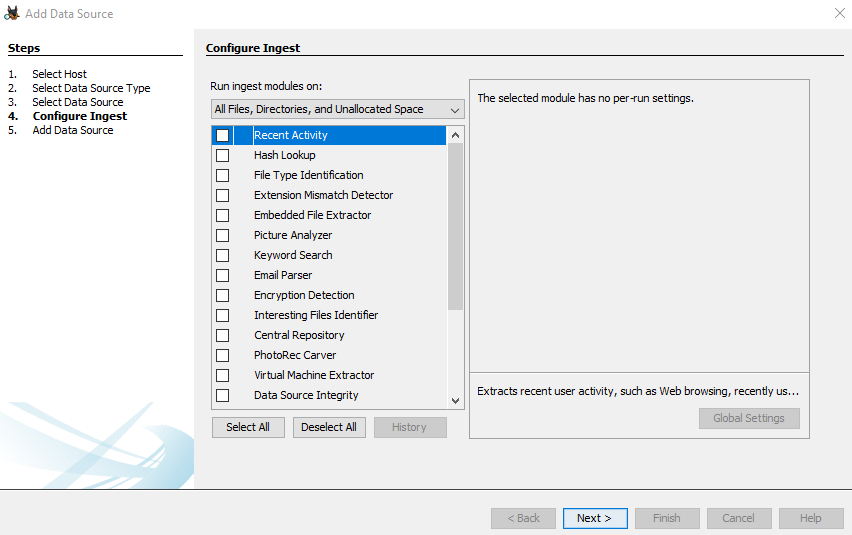 Add Data Source
Steps
1. Select Host
2. Select Data Source Type
3. Select Data Source
4. Configure Ingest
5. Add Data Source
Configure Ingest
Run ingest modules on:
All Files, Directories, and Unallocated Space
Recent Activity
Hash Lookup
File Type Identification
Extension Mismatch Detector
Embedded File Extractor
Picture Analyzer
Keyword Search
Email Parser
Encryption Detection
Interesting Files Identifier
Central Repository
PhotoRec Carver
Virtual Machine Extractor
Data Source Integrity
Select All
Deselect All
History
The selected module has no per-run settings.
Extracts recent user activity, such as Web browsing, recently us...
Global Settings
< Back
Next >
Finish
Cancel
Help